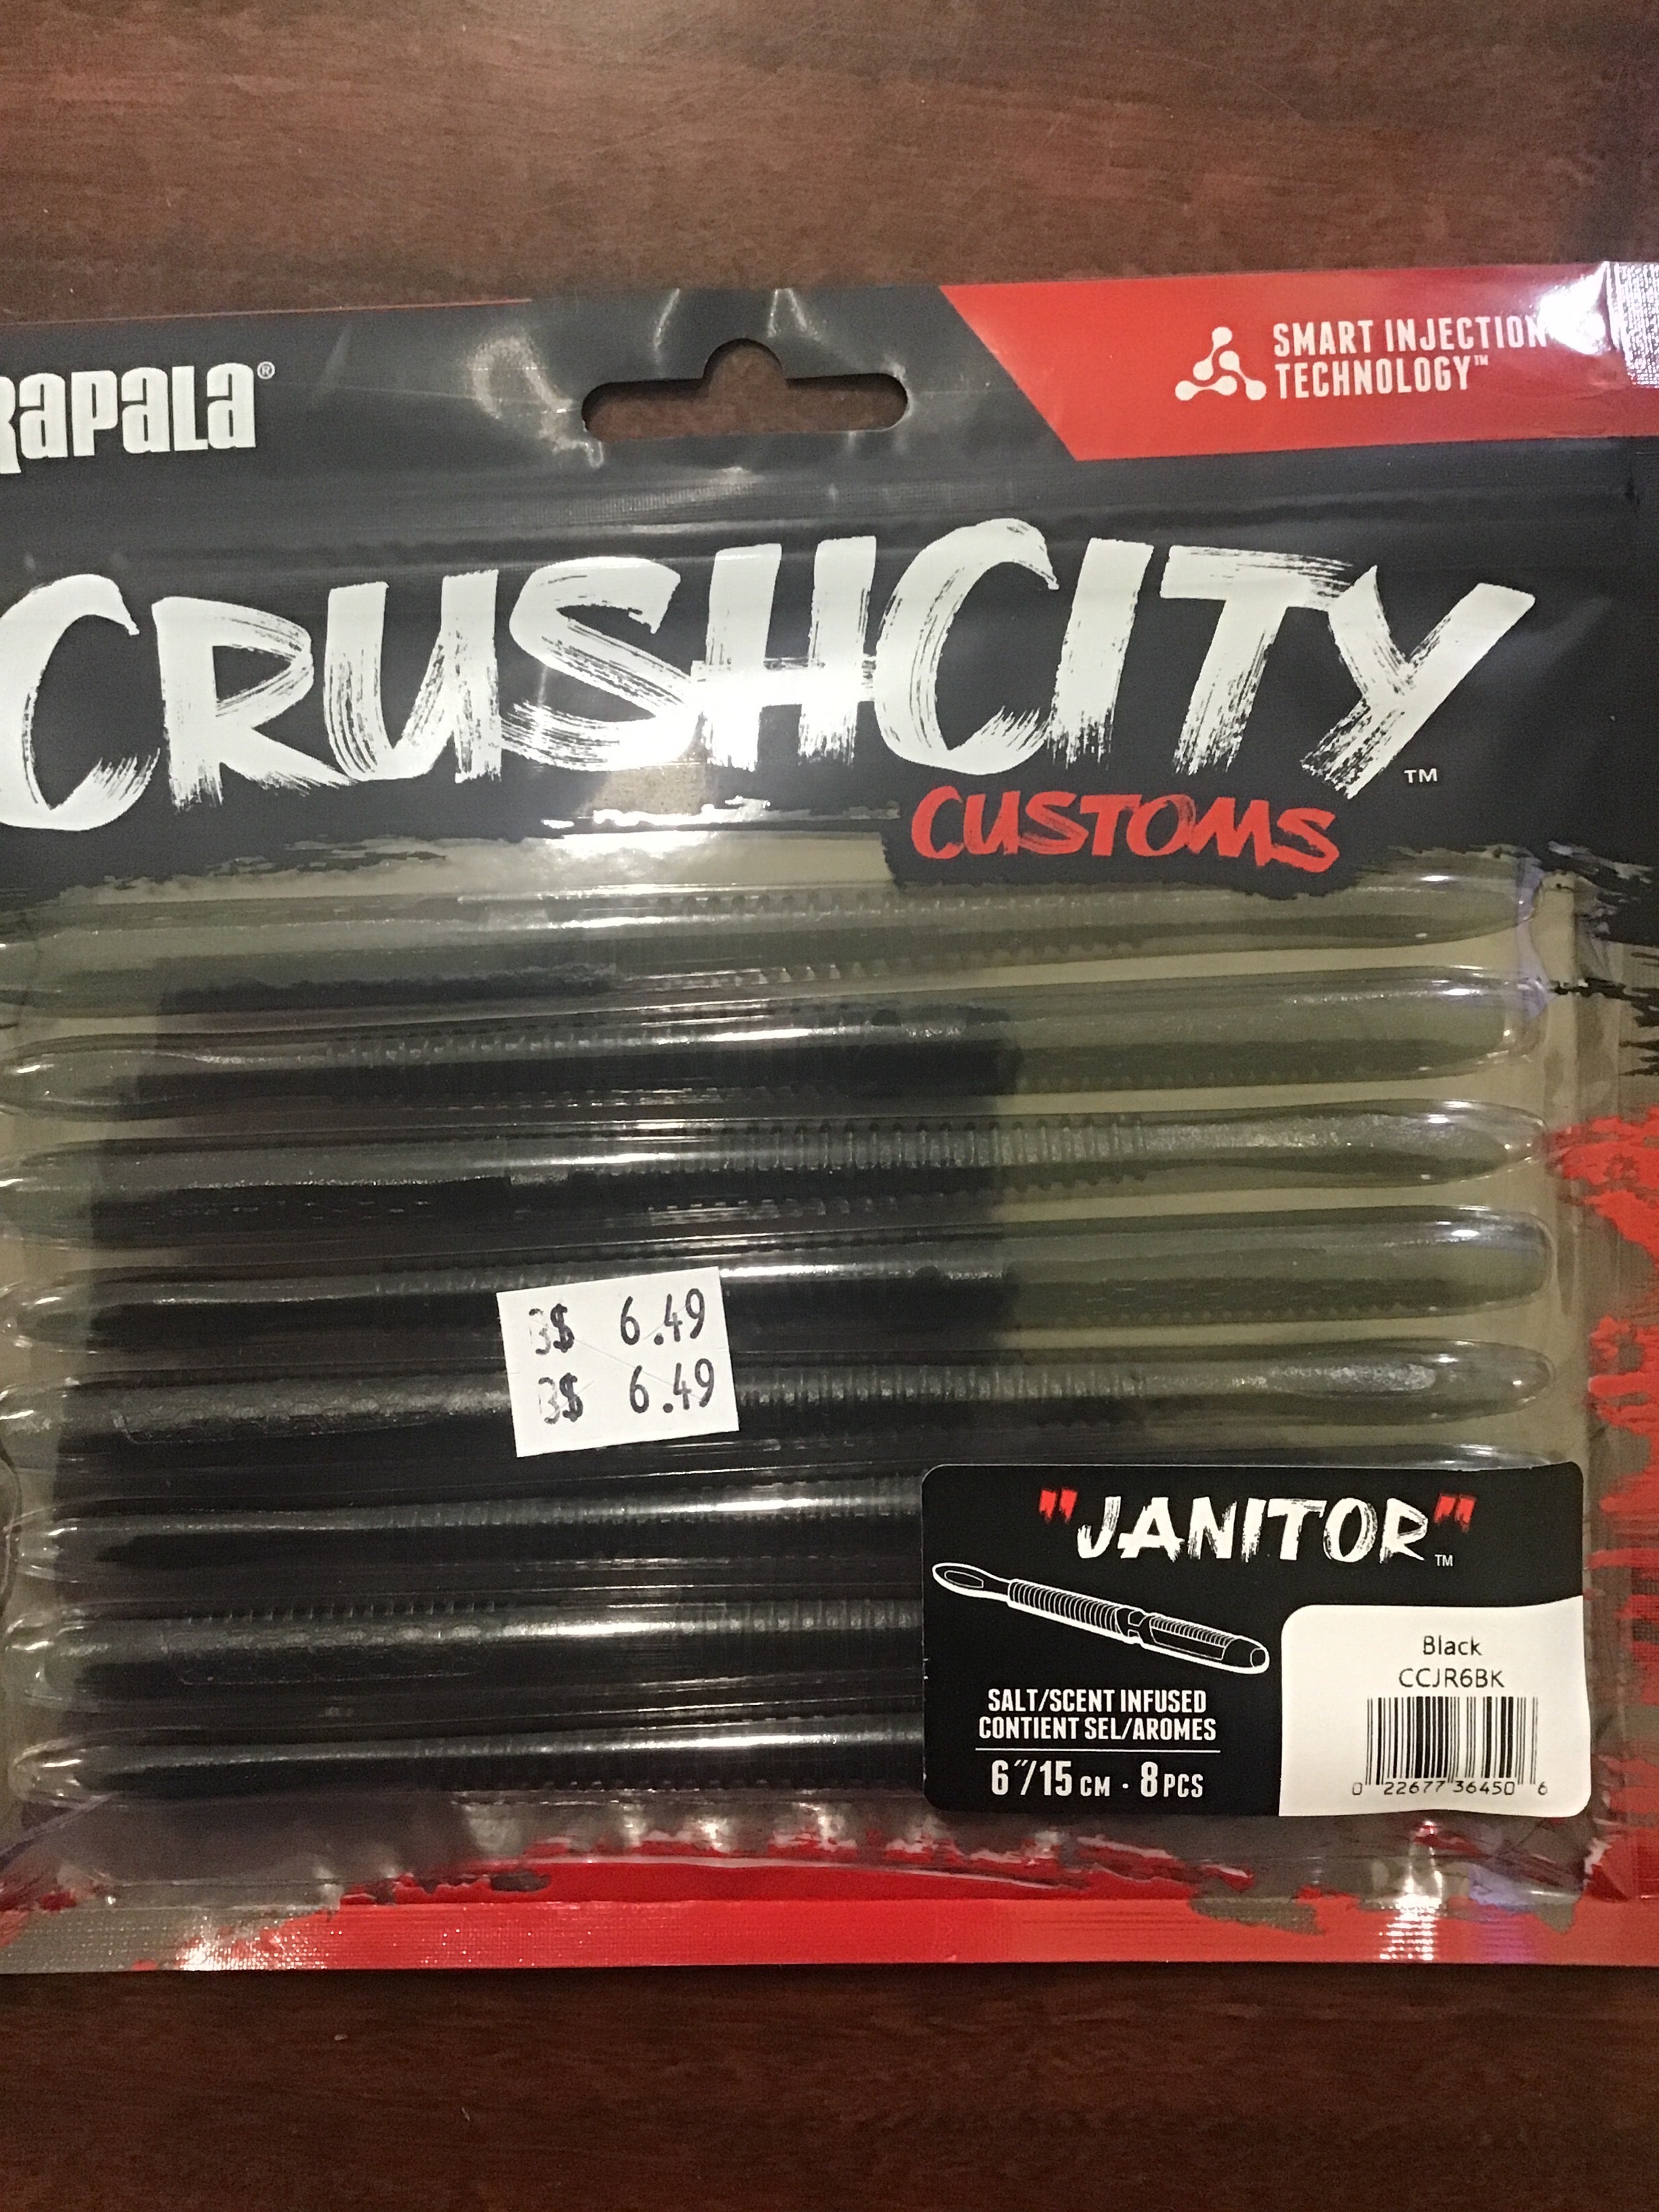 RAPALA®
SMART INJECTION
TECHNOLOGY™
CRUSHCITY™
CUSTOMS
$ 6.49
$ 6.49
"JANITOR"™
Black
CCJR6BK
SALT/SCENT INFUSED
CONTIENT SEL/AROMES
6"/15 CM · 8 PCS
0 22677 36450 6